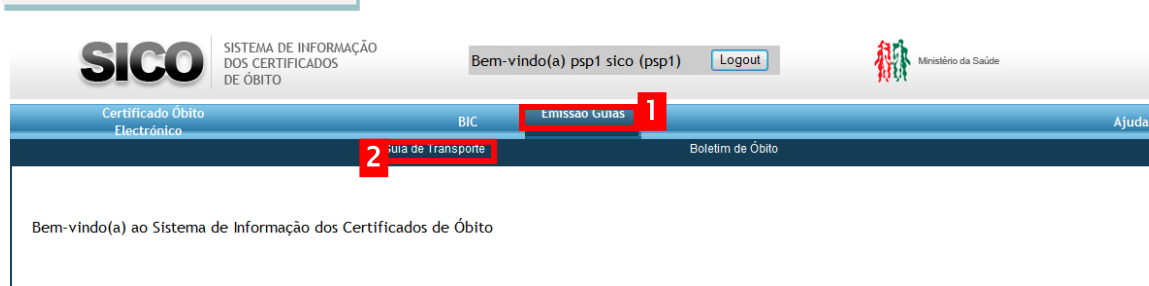 SICO
SISTEMA DE INFORMAÇÃO
DOS CERTIFICADOS
DE ÓBITO
Bem-vindo(a) psp1 sico (psp1)
Logout
Ministério da Saúde
Certificado Óbito
Electrónico
BIC
Emissão Guias
1
Ajuda
2
Guia de Transporte
Boletim de Óbito
Bem-vindo(a) ao Sistema de Informação dos Certificados de Óbito